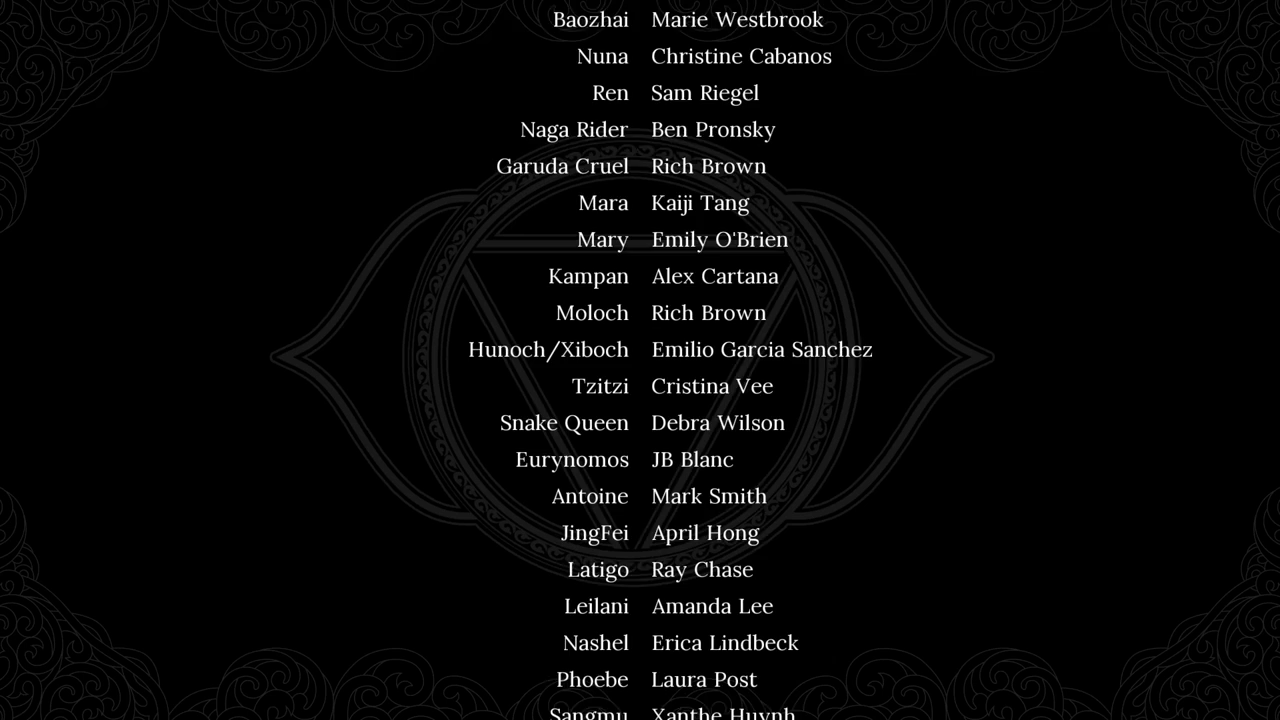 Baozhai Marie Westbrook
Nuna Christine Cabanos
Ren Sam Riegel
Naga Rider Ben Pronsky
Garuda Cruel Rich Brown
Mara Kaiji Tang
Mary Emily O'Brien
Kampan Alex Cartana
Moloch Rich Brown
Hunoch/Xiboch Emilio Garcia Sanchez
Tzitzi Cristina Vee
Snake Queen Debra Wilson
Eurynomos JB Blanc
Antoine Mark Smith
JingFei April Hong
Latigo Ray Chase
Leilani Amanda Lee
Nashel Erica Lindbeck
Phoebe Laura Post
Sangmu Xanthe Huynh